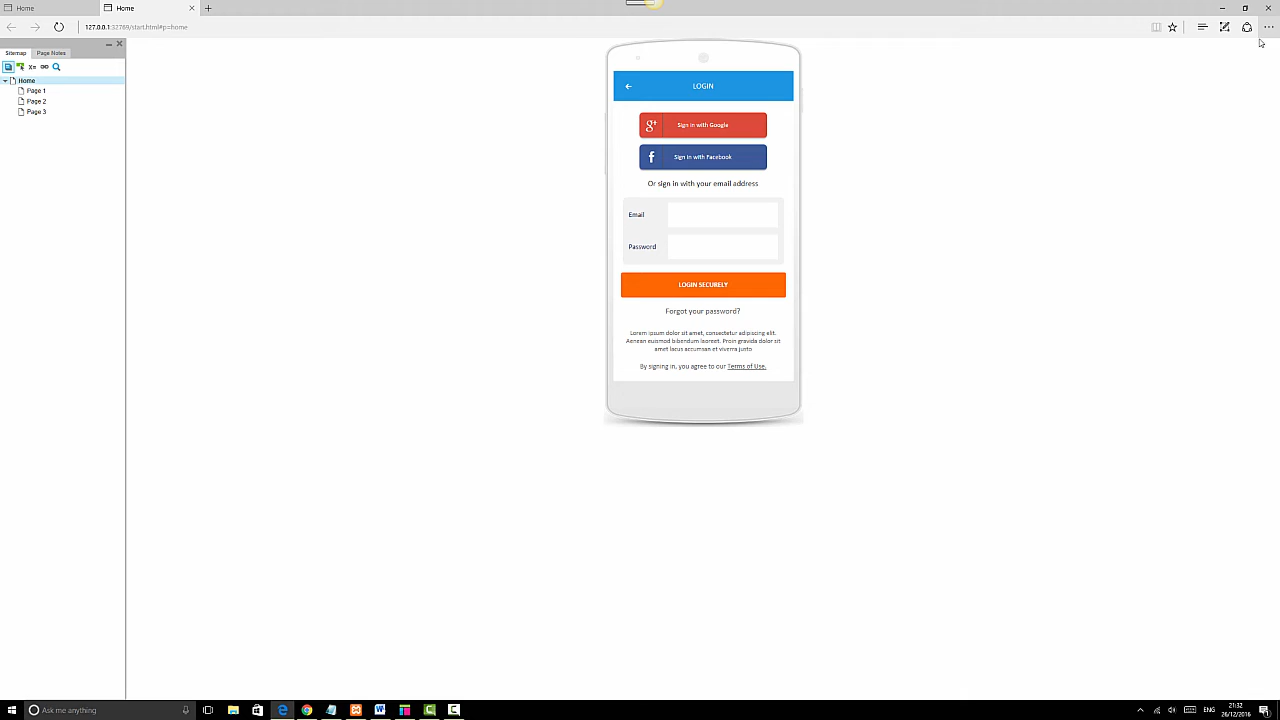 Home
Home
127.0.0.1:32769/start.html#p=home
Sitemap
Page Notes
X=
Home
Page 1
Page 2
Page 3
LOGIN
g+ Sign in with Google
f Sign in with Facebook
Or sign in with your email address
Email
Password
LOGIN SECURELY
Forgot your password?
Lorem ipsum dolor sit amet, consectetur adipiscing elit.
Aenean euismod bibendum laoreet. Proin gravida dolor sit
amet lacus accumsan et viverra justo
By signing in, you agree to our Terms of Use.
Ask me anything
ENG
21:32
26/12/2016